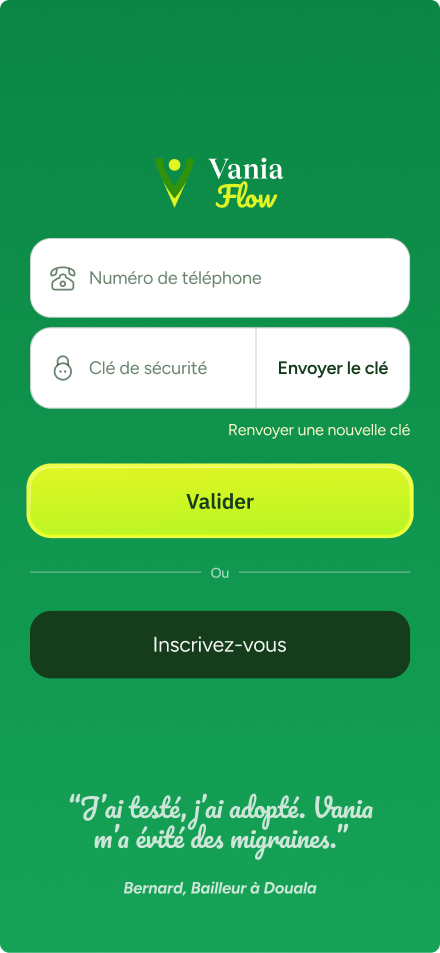 Vania
Flow
Numéro de téléphone
Clé de sécurité
Envoyer le clé
Renvoyer une nouvelle clé
Valider
Ou
Inscrivez-vous
“J’ai testé, j’ai adopté. Vania
m’a évité des migraines.”
Bernard, Bailleur à Douala